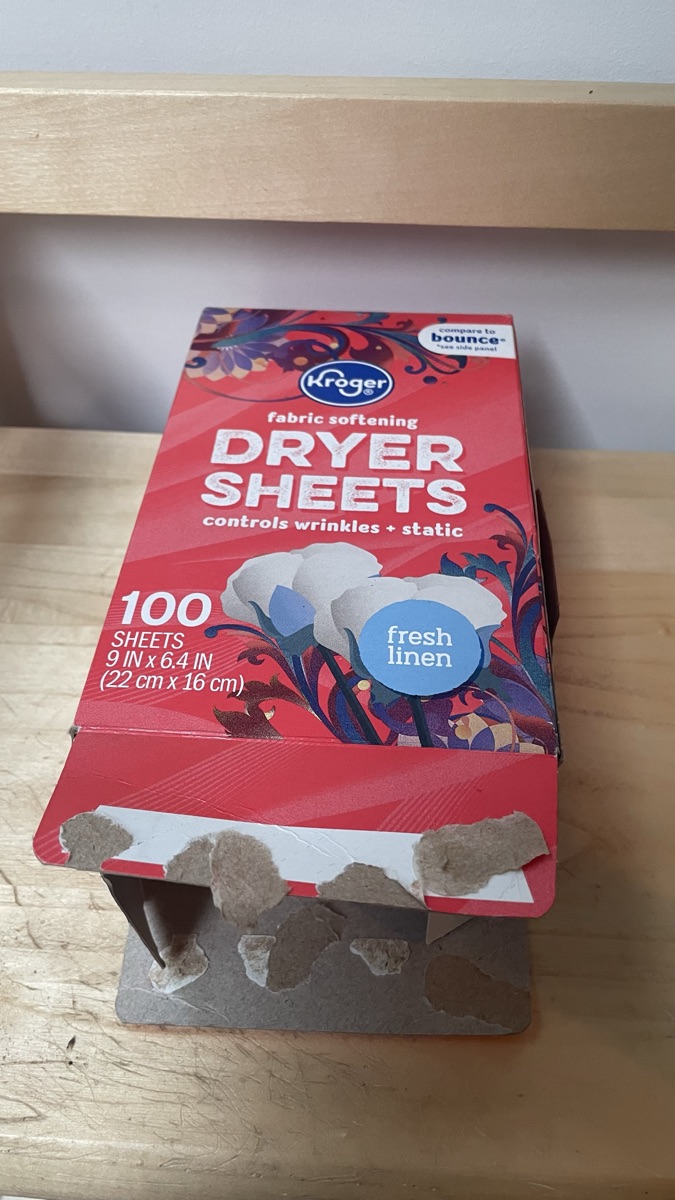 compare to
bounce®
*see side panel
Kroger®
fabric softening
DRYER
SHEETS
controls wrinkles + static
100
SHEETS
9 IN x 6.4 IN
(22 cm x 16 cm)
fresh
linen